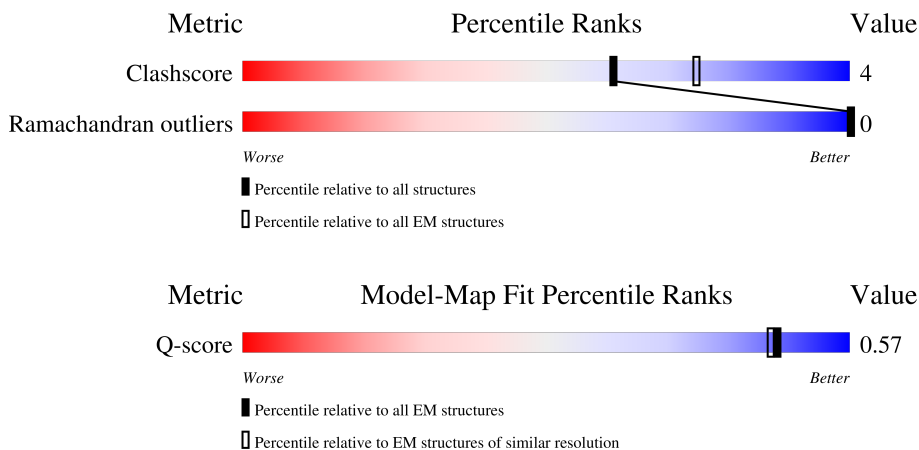 Metric Percentile Ranks Value
Clashscore 4
Ramachandran outliers 0
Worse Better
Percentile relative to all structures
Percentile relative to all EM structures
Metric Model-Map Fit Percentile Ranks Value
Q-score 0.57
Worse Better
Percentile relative to all EM structures
Percentile relative to EM structures of similar resolution